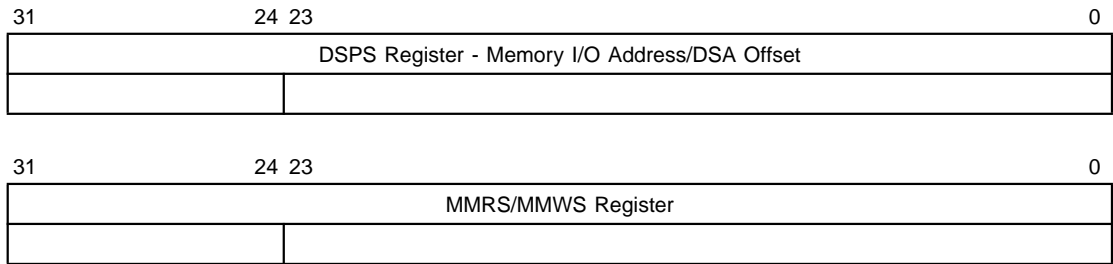 31 24 23 0
DSPS Register - Memory I/O Address/DSA Offset
31 24 23 0
MMRS/MMWS Register